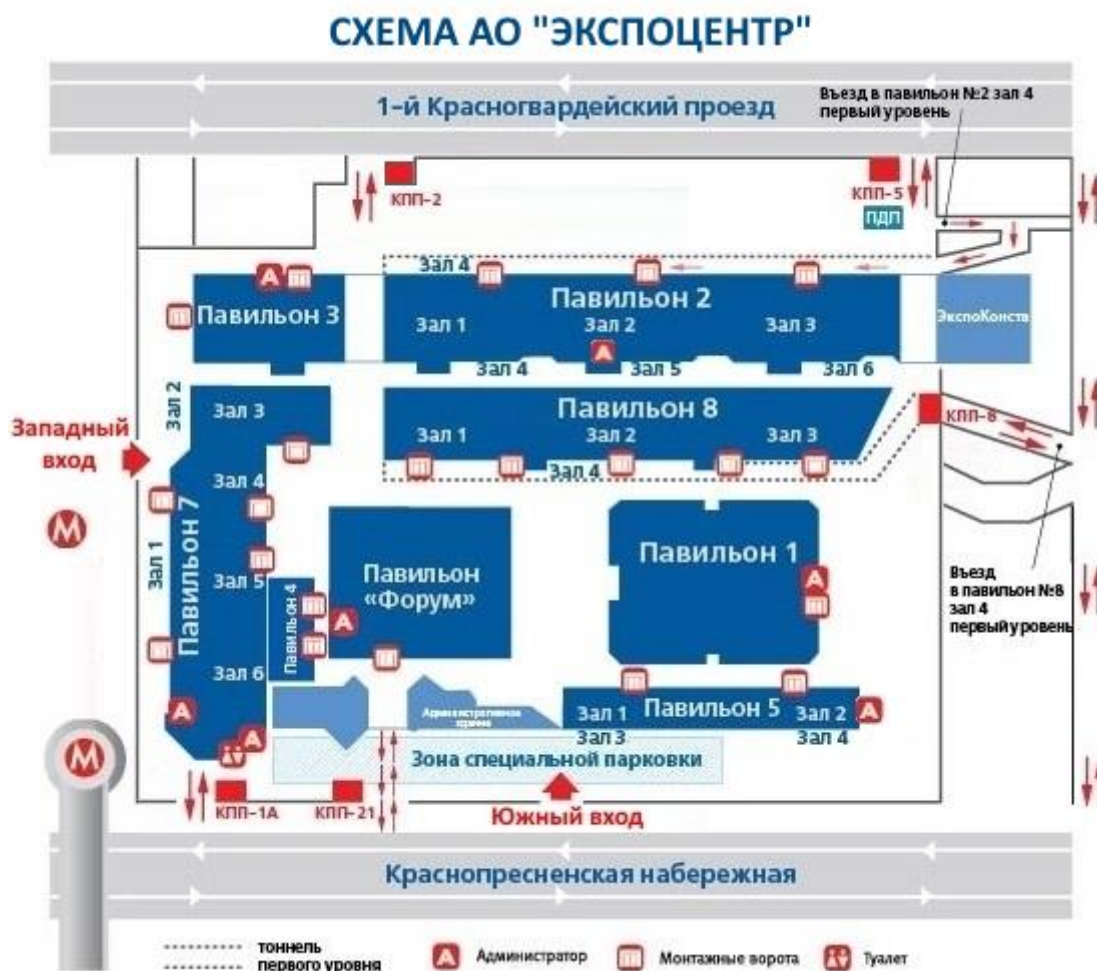 СХЕМА АО "ЭКСПОЦЕНТР"
1-й Красногвардейский проезд
Въезд в павильон №2 зал 4
первый уровень
КПП-2
КПП-5
ПДП
Зал 4
A
Павильон 3
Павильон 2
Зал 1
Зал 2
Зал 3
ЭкспоКонста
A
Зал 4
Зал 5
Зал 6
Зал 2
Зал 3
Павильон 8
КПП-8
Западный
вход
Зал 1
Зал 2
Зал 3
Зал 4
Зал 4
М
Павильон 7
Зал 1
Зал 5
Павильон 4
Павильон
«Форум»
A
Павильон 1
A
Въезд
в павильон №8
зал 4
первый уровень
Зал 6
A
A
Административное
здание
Зал 1
Павильон 5
Зал 2
A
Зал 3
Зал 4
М
Зона специальной парковки
КПП-1А
КПП-21
Южный вход
Краснопресненская набережная
тоннель
первого уровня
A
Администратор
Монтажные ворота
Туалет